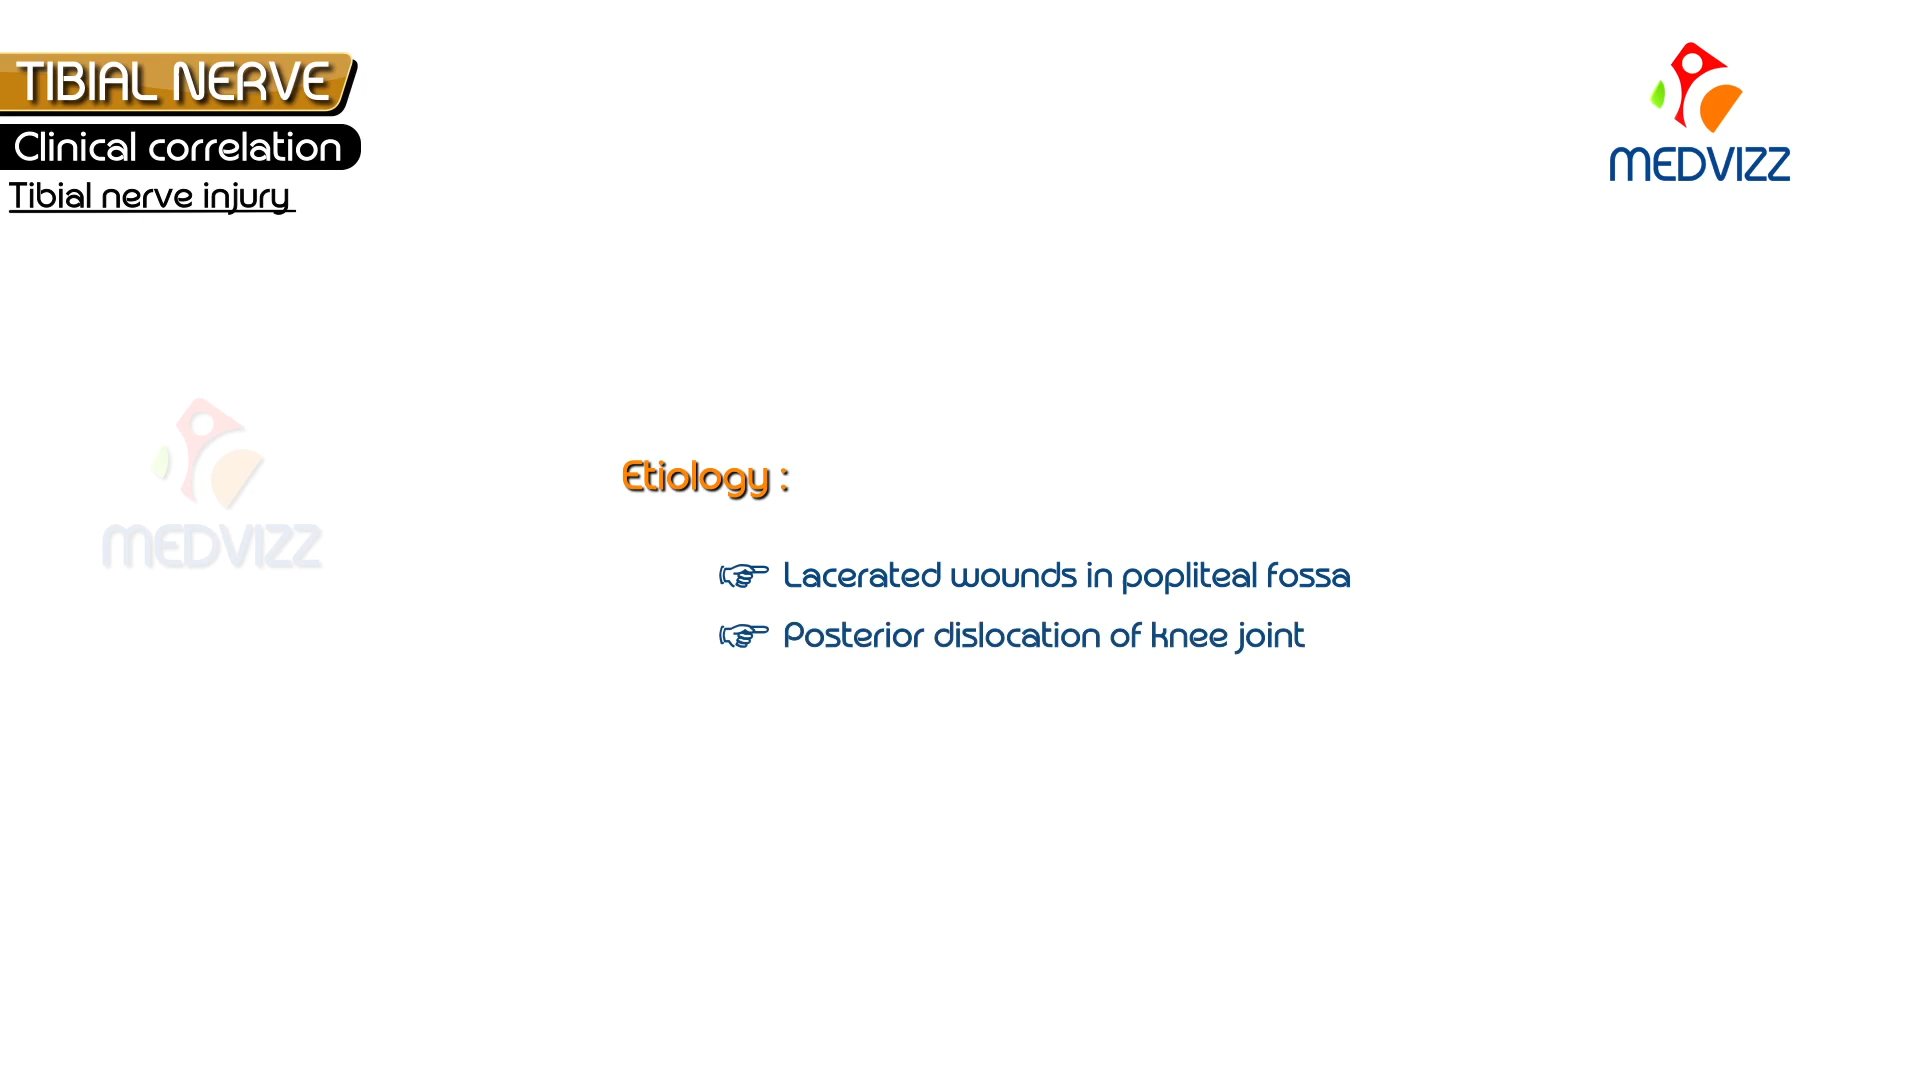 TIBIAL NERVE
Clinical correlation
Tibial nerve injury
MEDVIZZ
MEDVIZZ
Etiology :
☞ Lacerated wounds in popliteal fossa
☞ Posterior dislocation of knee joint